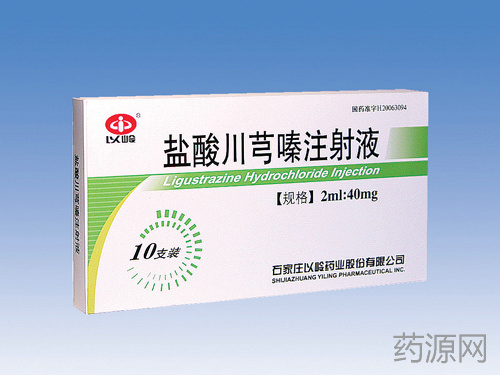 国药准字H20063094
以岭
盐酸川芎嗪注射液
Ligustrazine Hydrochloride Injection
【规格】2ml:40mg
10支装
石家庄以岭药业股份有限公司
SHIJIAZHUANG YILING PHARMACEUTICAL INC.
盐酸川芎嗪注射液
药源网